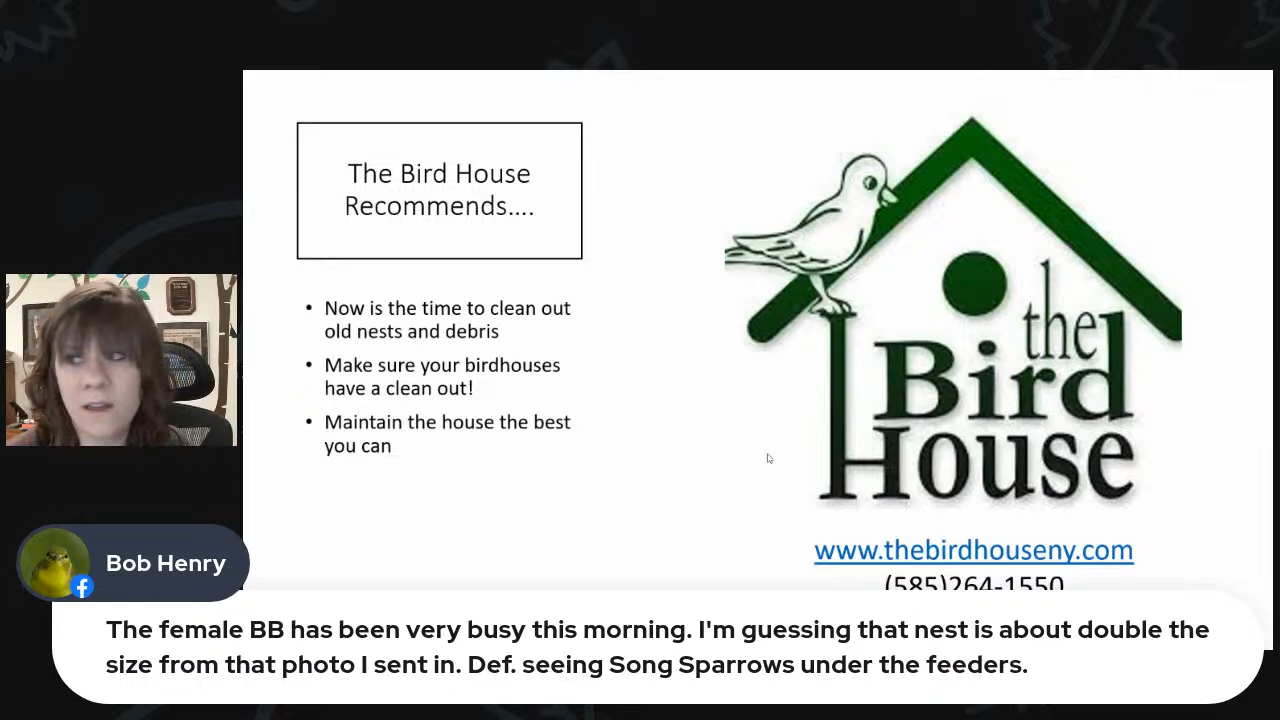 The Bird House
Recommends....
• Now is the time to clean out
old nests and debris
• Make sure your birdhouses
have a clean out!
• Maintain the house the best
you can
the
Bird
House
www.thebirdhouseny.com
(585)264-1550
Bob Henry
The female BB has been very busy this morning. I'm guessing that nest is about double the
size from that photo I sent in. Def. seeing Song Sparrows under the feeders.